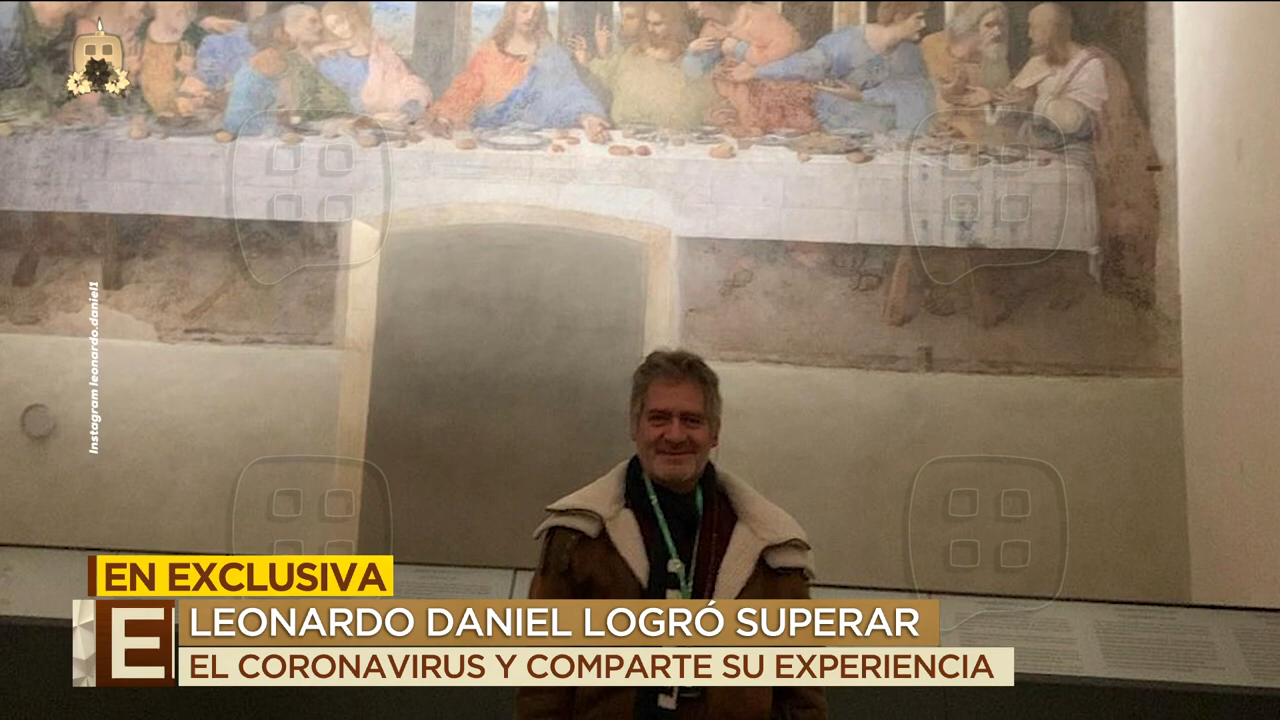 Instagram leonardo.daniel1
EN EXCLUSIVA
E
LEONARDO DANIEL LOGRÓ SUPERAR
EL CORONAVIRUS Y COMPARTE SU EXPERIENCIA